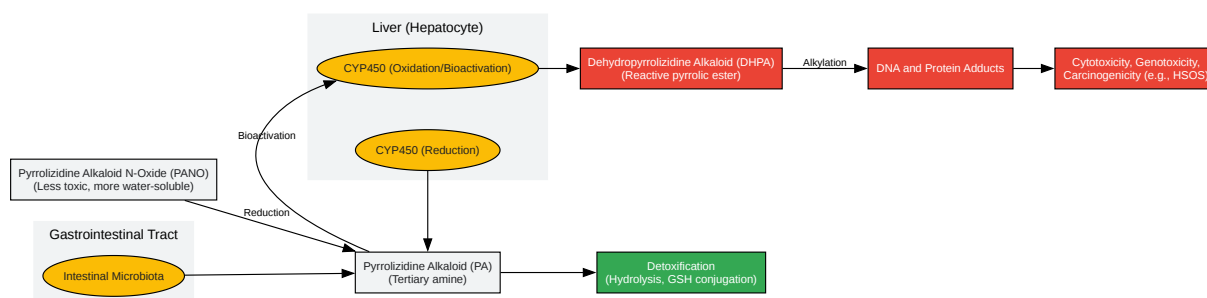 Liver (Hepatocyte)
CYP450 (Oxidation/Bioactivation)
Dehydropyrrolizidine Alkaloid (DHPA)
(Reactive pyrrolic ester)
Alkylation
DNA and Protein Adducts
Cytotoxicity, Genotoxicity,
Carcinogenicity (e.g., HSOS)
Bioactivation
CYP450 (Reduction)
Pyrrolizidine Alkaloid N-Oxide (PANO)
(Less toxic, more water-soluble)
Reduction
Gastrointestinal Tract
Intestinal Microbiota
Pyrrolizidine Alkaloid (PA)
(Tertiary amine)
Detoxification
(Hydrolysis, GSH conjugation)